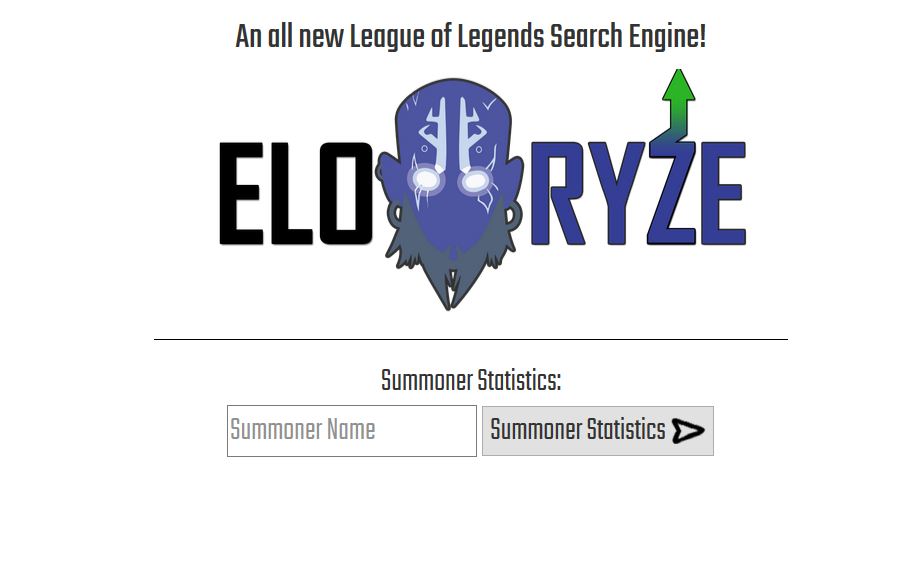 An all new League of Legends Search Engine!
ELO RYZE
Summoner Statistics:
Summoner Name
Summoner Statistics